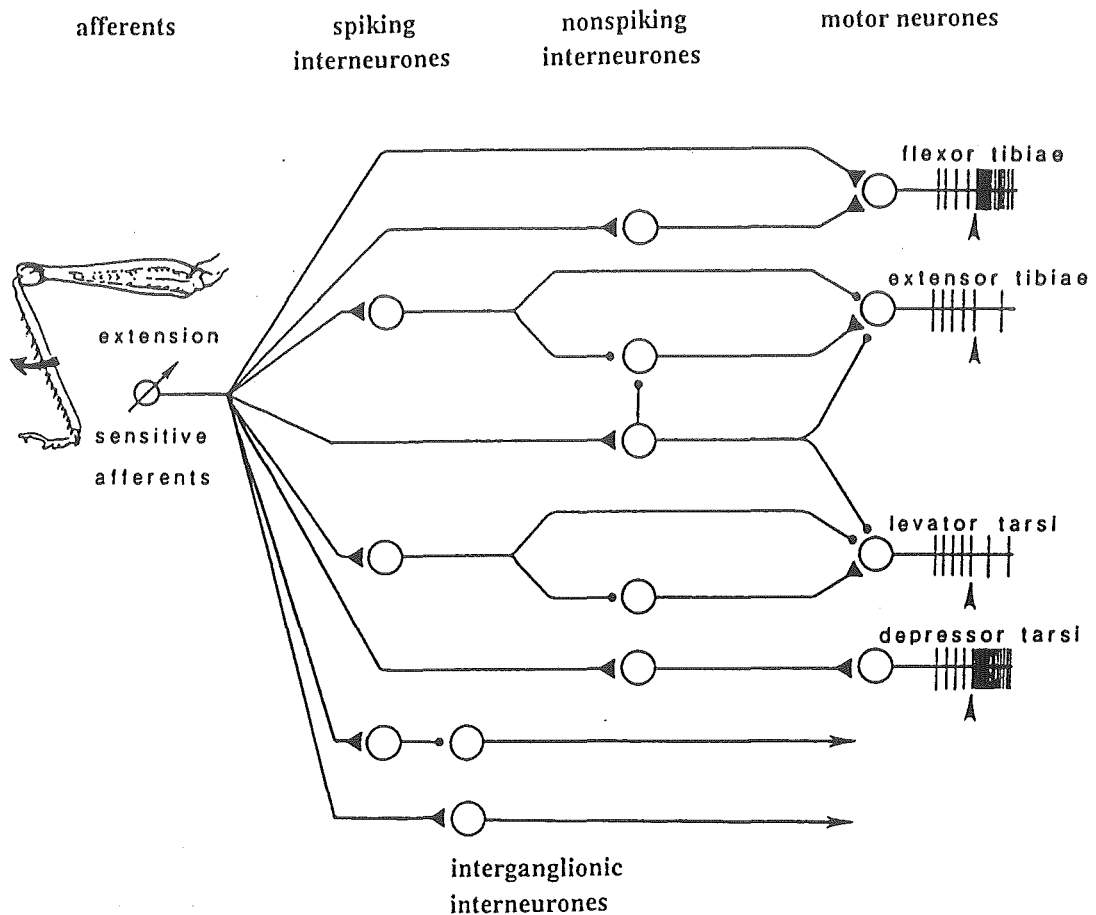 afferents
spiking
interneurones
nonspiking
interneurones
motor neurones
flexor tibiae
extensor tibiae
extension
sensitive
afferents
levator tarsi
depressor tarsi
interganglionic
interneurones